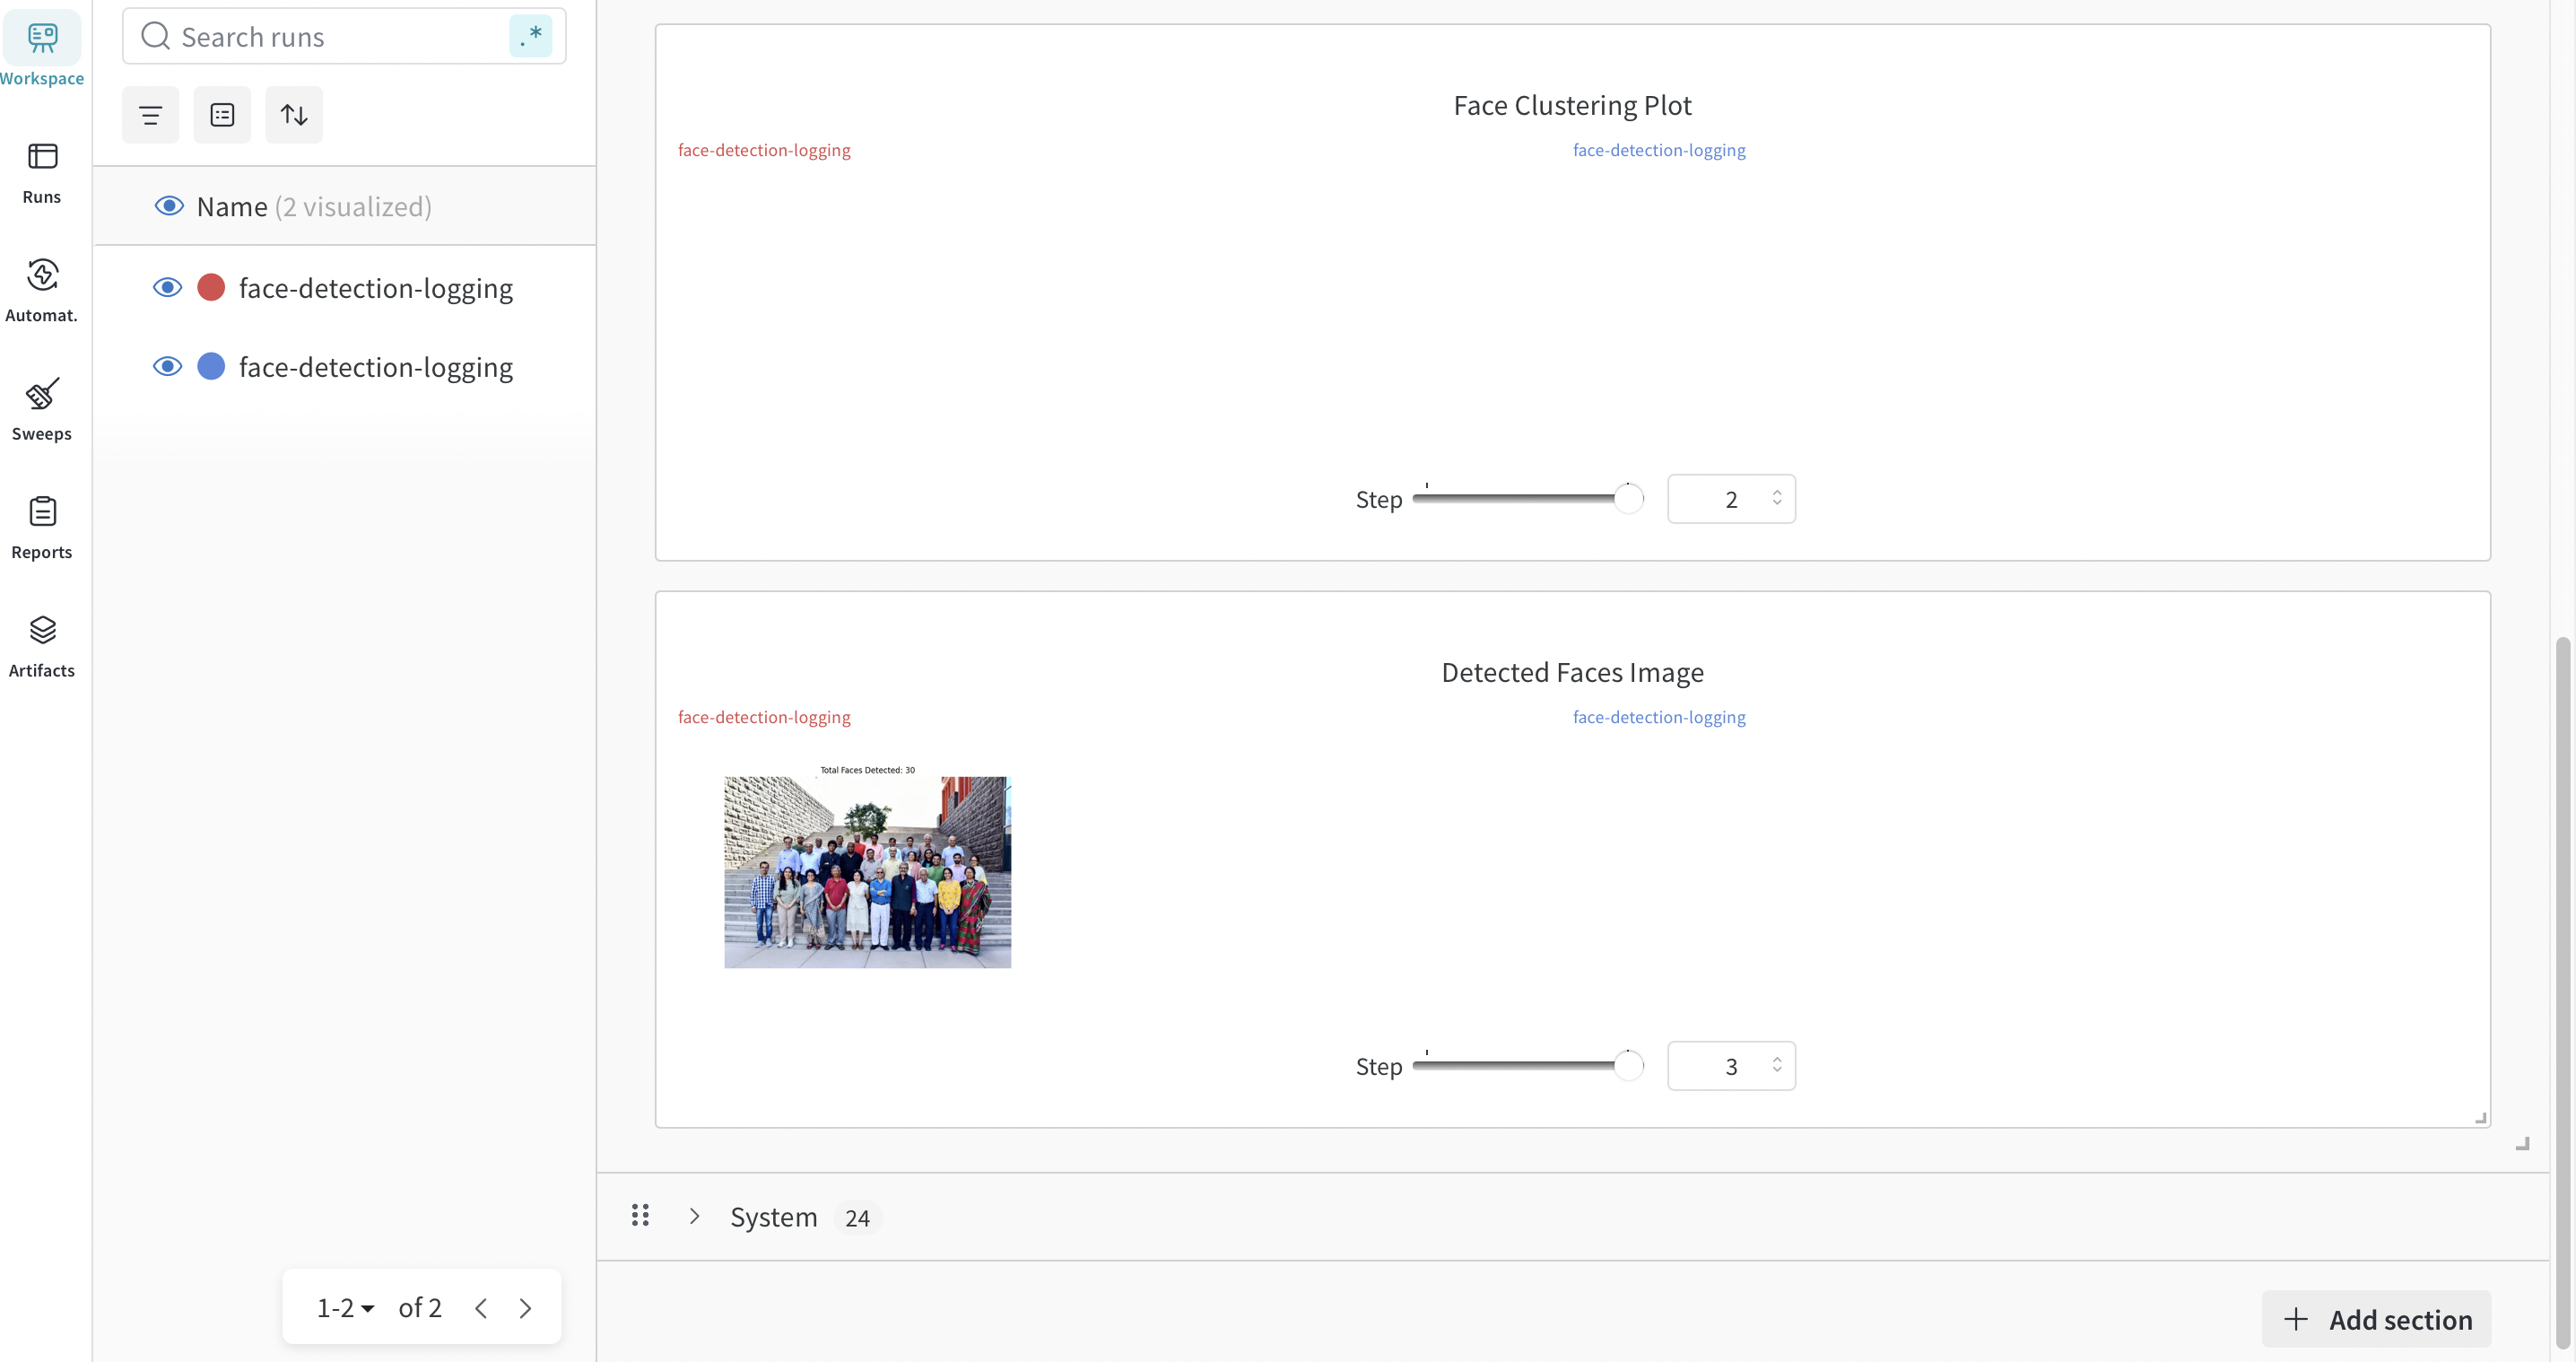 Workspace
Runs
Automat.
Sweeps
Reports
Artifacts
Search runs
.*
Name (2 visualized)
face-detection-logging
face-detection-logging
1-2 of 2
Face Clustering Plot
face-detection-logging
face-detection-logging
Step 2
Detected Faces Image
face-detection-logging
face-detection-logging
Total Faces Detected: 30
Step 3
System 24
Add section